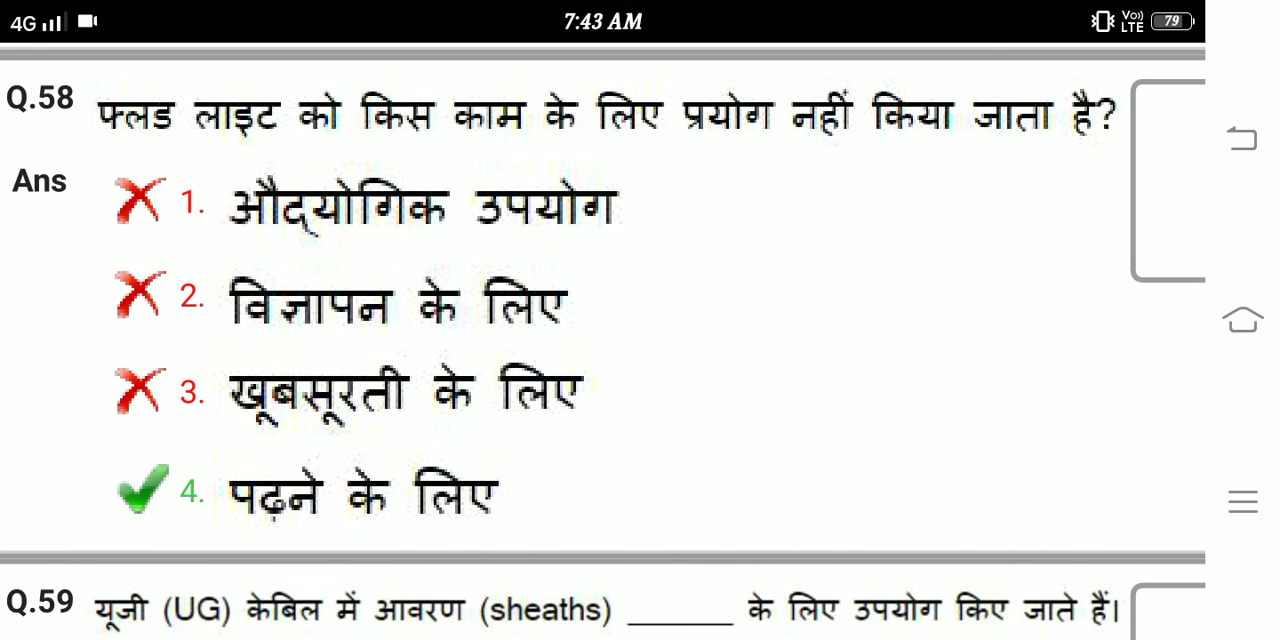 4G 7:43 AM Vo)) LTE 79
Q.58 फ्लड लाइट को किस काम के लिए प्रयोग नहीं किया जाता है?
Ans 1. औद्योगिक उपयोग
2. विज्ञापन के लिए
3. खूबसूरती के लिए
4. पढ़ने के लिए
Q.59 यूजी (UG) केबिल में आवरण (sheaths) ______ के लिए उपयोग किए जाते हैं।